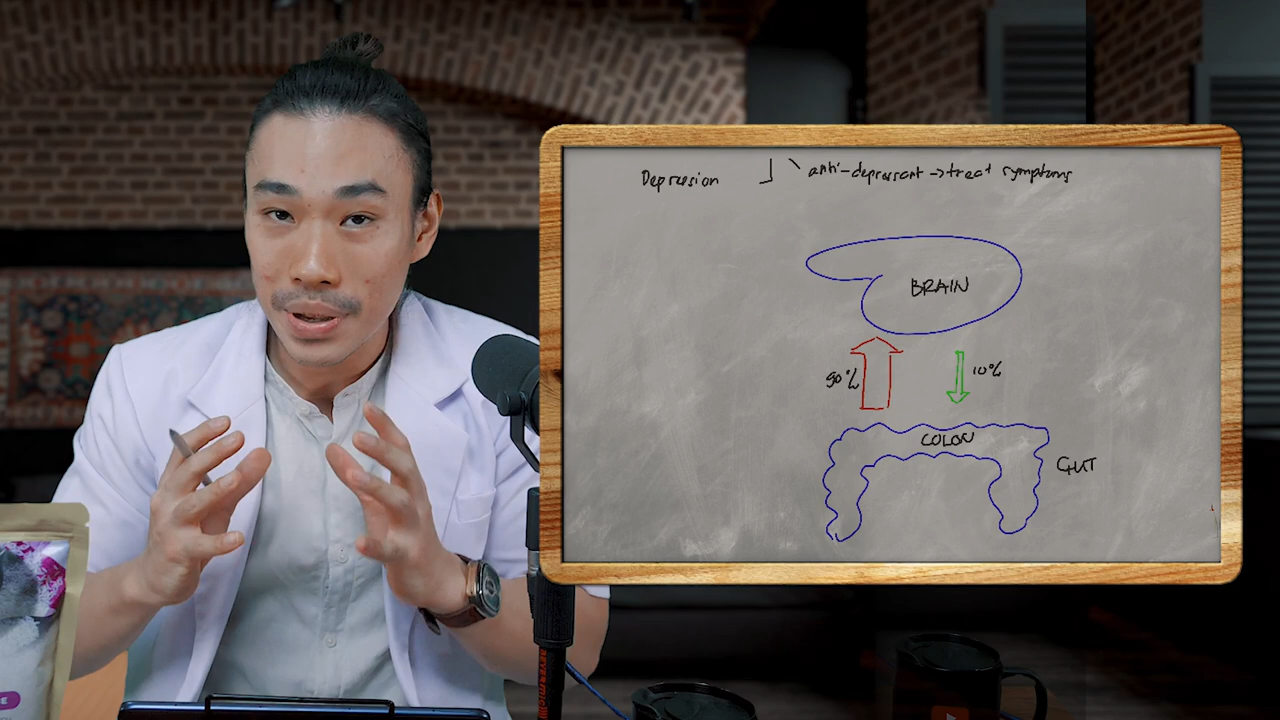 Depression anti-depressant → treat symptoms
BRAIN
90% 10%
COLON
GUT